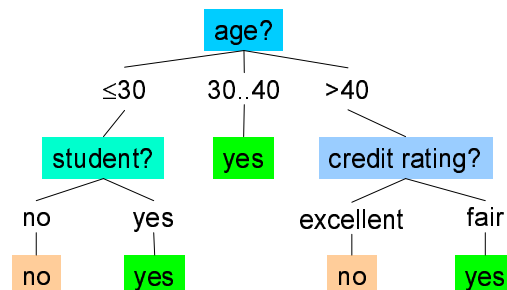 age?
≤30 30..40 >40
student? yes credit rating?
no yes excellent fair
no yes no yes